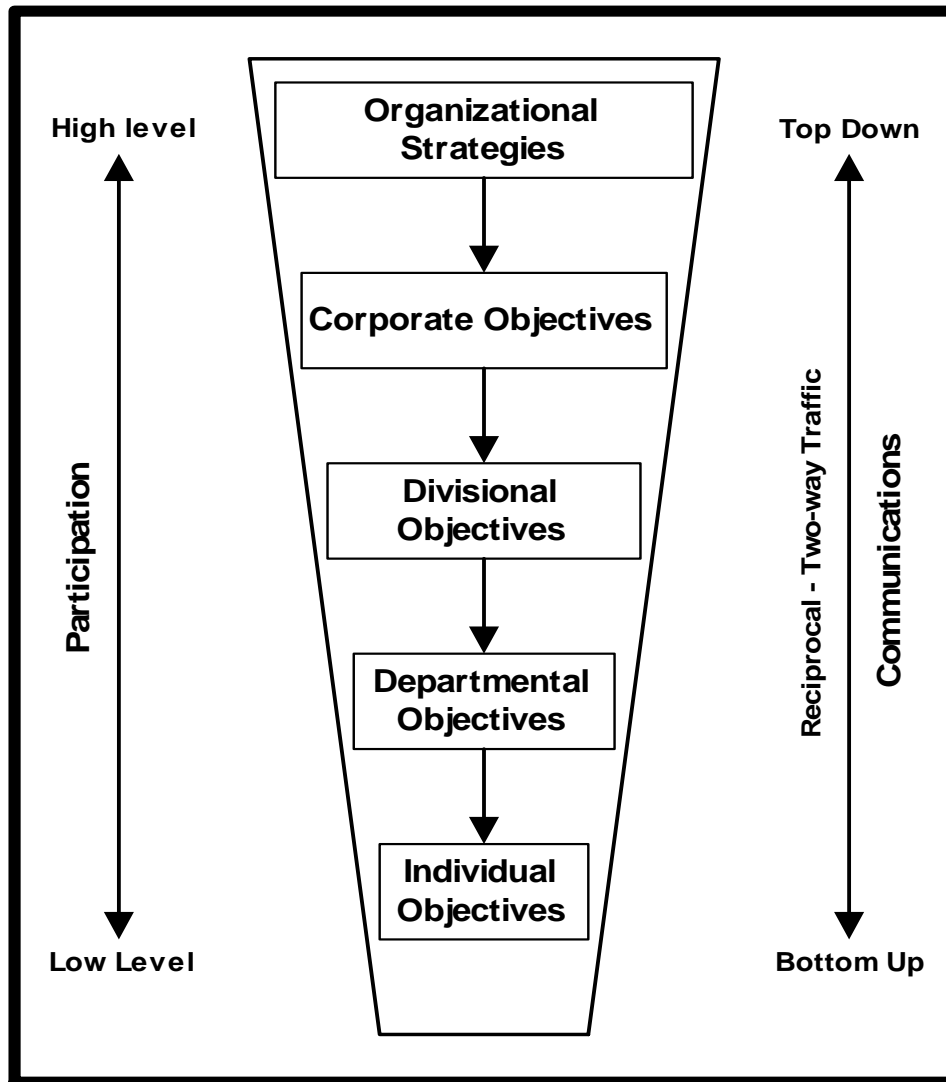 Organizational
Strategies
High level
Top Down
Corporate Objectives
Participation
Divisional
Objectives
Reciprocal - Two-way Traffic
Communications
Departmental
Objectives
Individual
Objectives
Low Level
Bottom Up